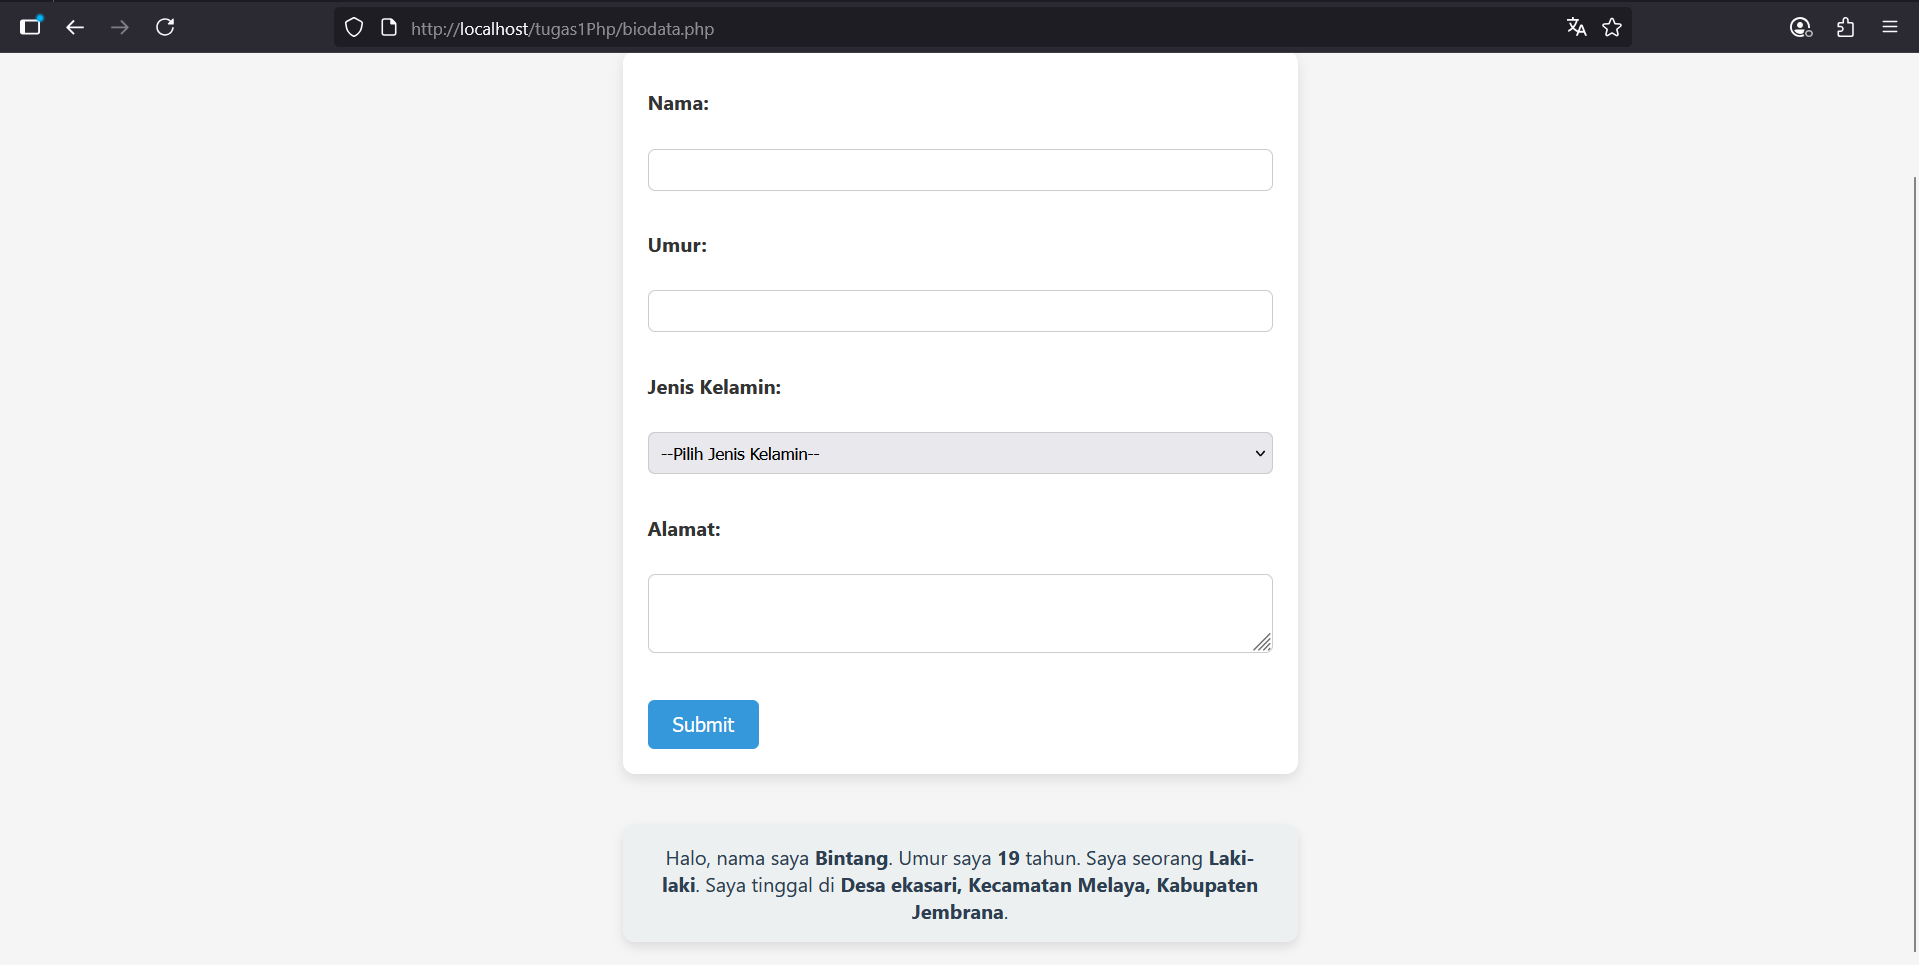 http://localhost/tugas1Php/biodata.php
Nama:
Umur:
Jenis Kelamin:
--Pilih Jenis Kelamin--
Alamat:
Submit
Halo, nama saya Bintang. Umur saya 19 tahun. Saya seorang Laki-
laki. Saya tinggal di Desa ekasari, Kecamatan Melaya, Kabupaten
Jembrana.